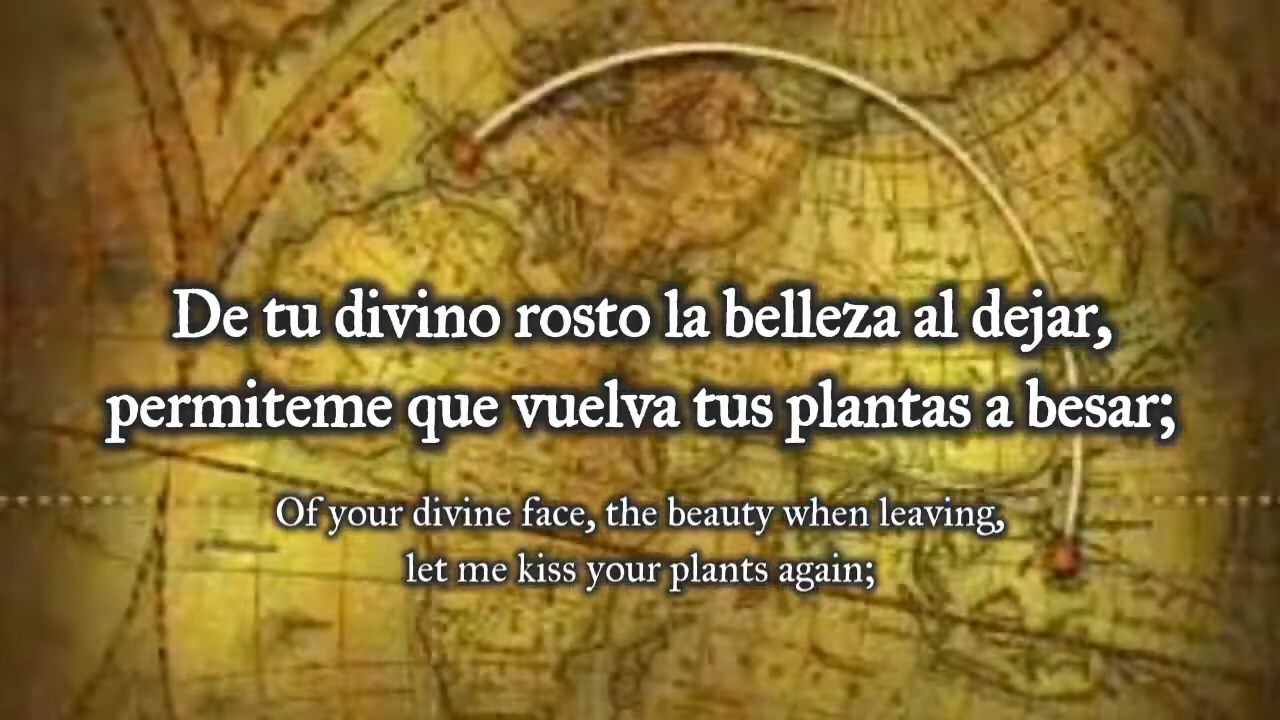 De tu divino rosto la belleza al dejar,
permiteme que vuelva tus plantas a besar;
Of your divine face, the beauty when leaving,
let me kiss your plants again;